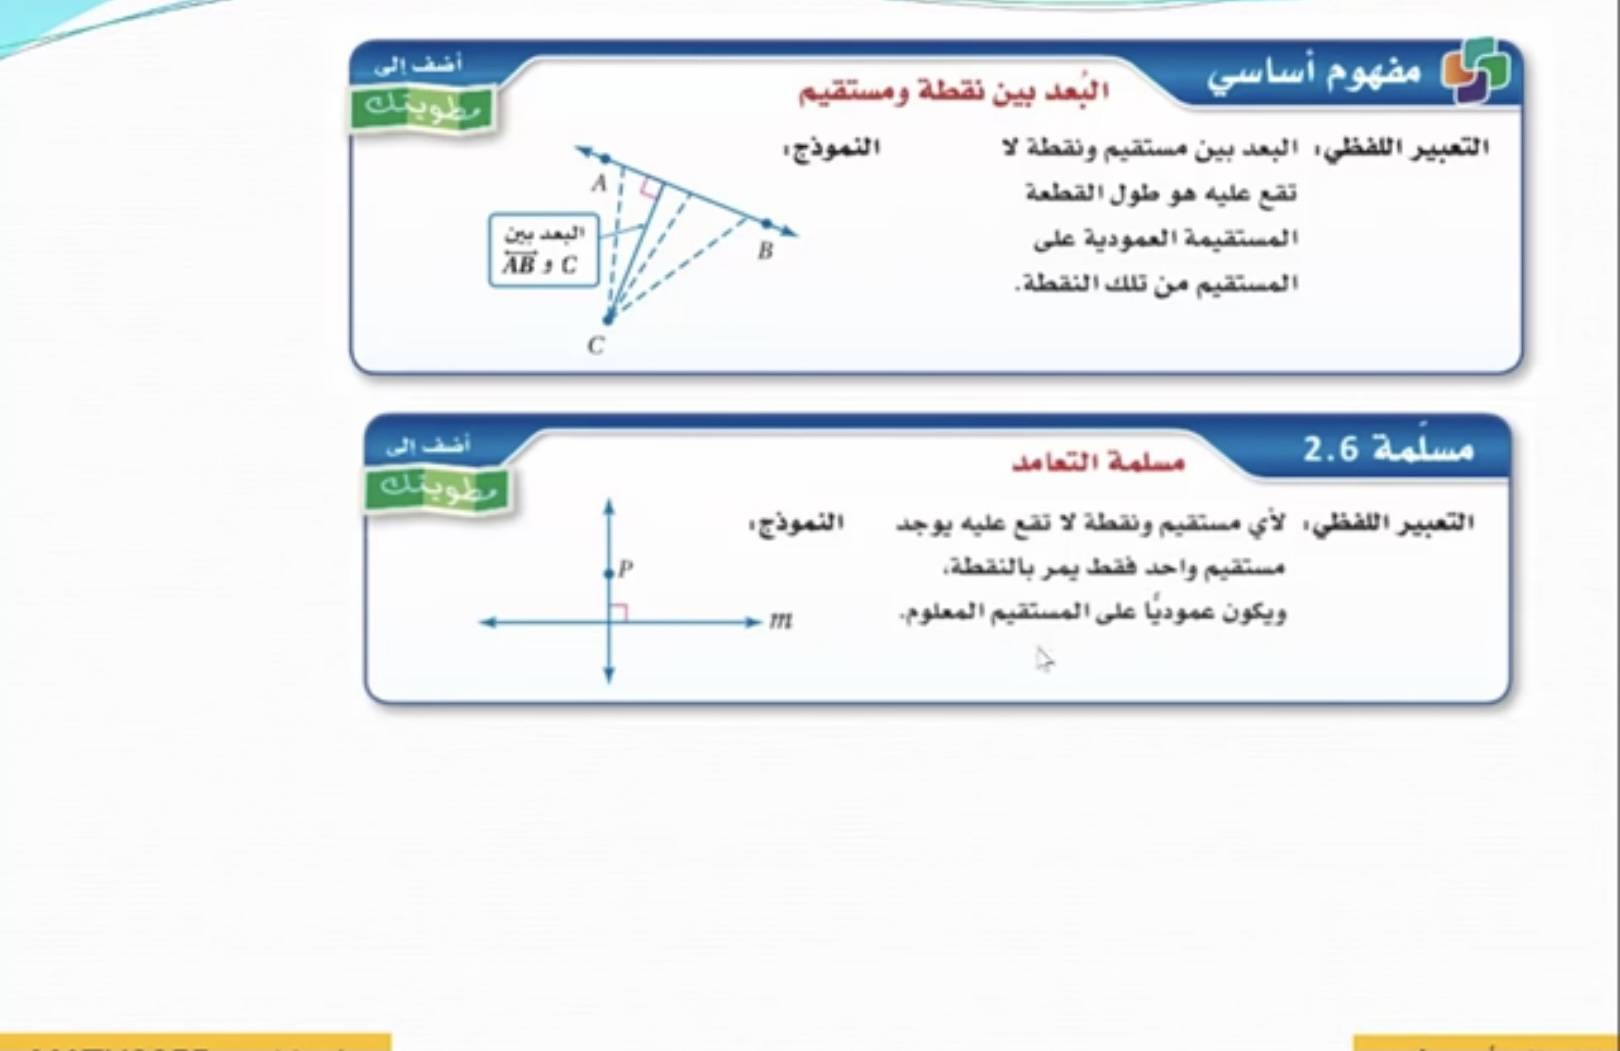 مفهوم أساسي
أضف إلى
مطويتك
البُعد بين نقطة ومستقيم
التعبير اللفظي: البعد بين مستقيم ونقطة لا
تقع عليه هو طول القطعة
المستقيمة العمودية على
المستقيم من تلك النقطة.
النموذج:
A
B
C
البعد بين
C و AB
مسلّمة 2.6
أضف إلى
مطويتك
مسلمة التعامد
التعبير اللفظي: لأي مستقيم ونقطة لا تقع عليه يوجد
مستقيم واحد فقط يمر بالنقطة،
ويكون عموديًا على المستقيم المعلوم.
النموذج:
P
m